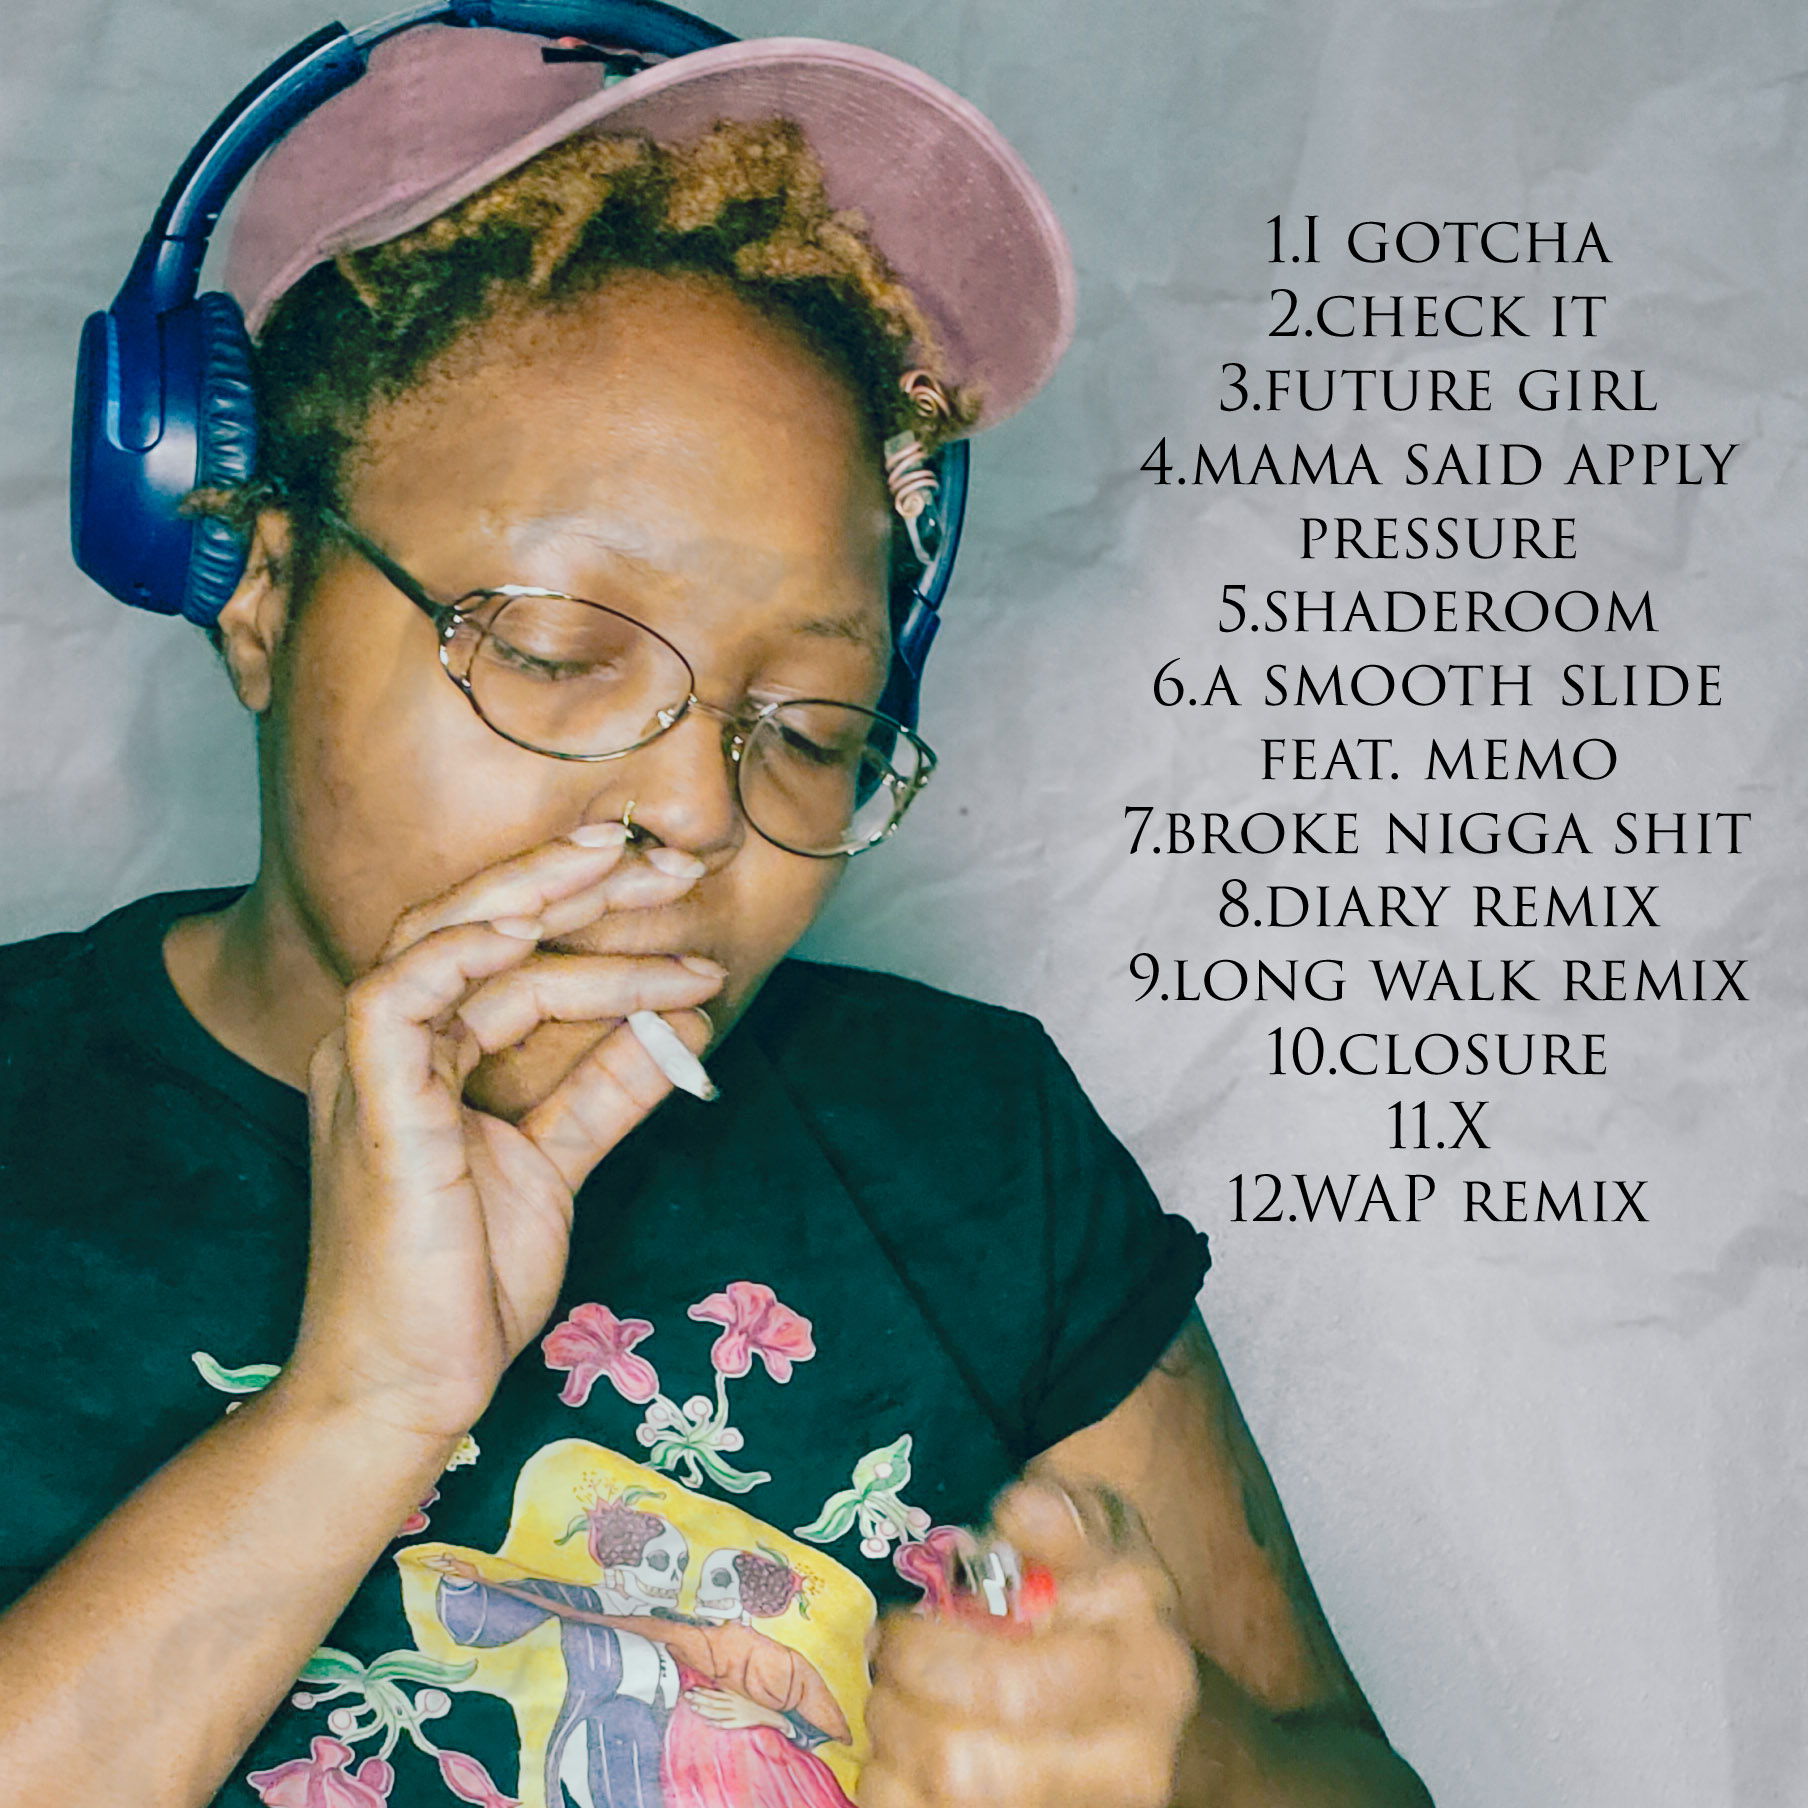 1.I GOTCHA
2.CHECK IT
3.FUTURE GIRL
4.MAMA SAID APPLY
PRESSURE
5.SHADEROOM
6.A SMOOTH SLIDE
FEAT. MEMO
7.BROKE NIGGA SHIT
8.DIARY REMIX
9.LONG WALK REMIX
10.CLOSURE
11.X
12.WAP REMIX